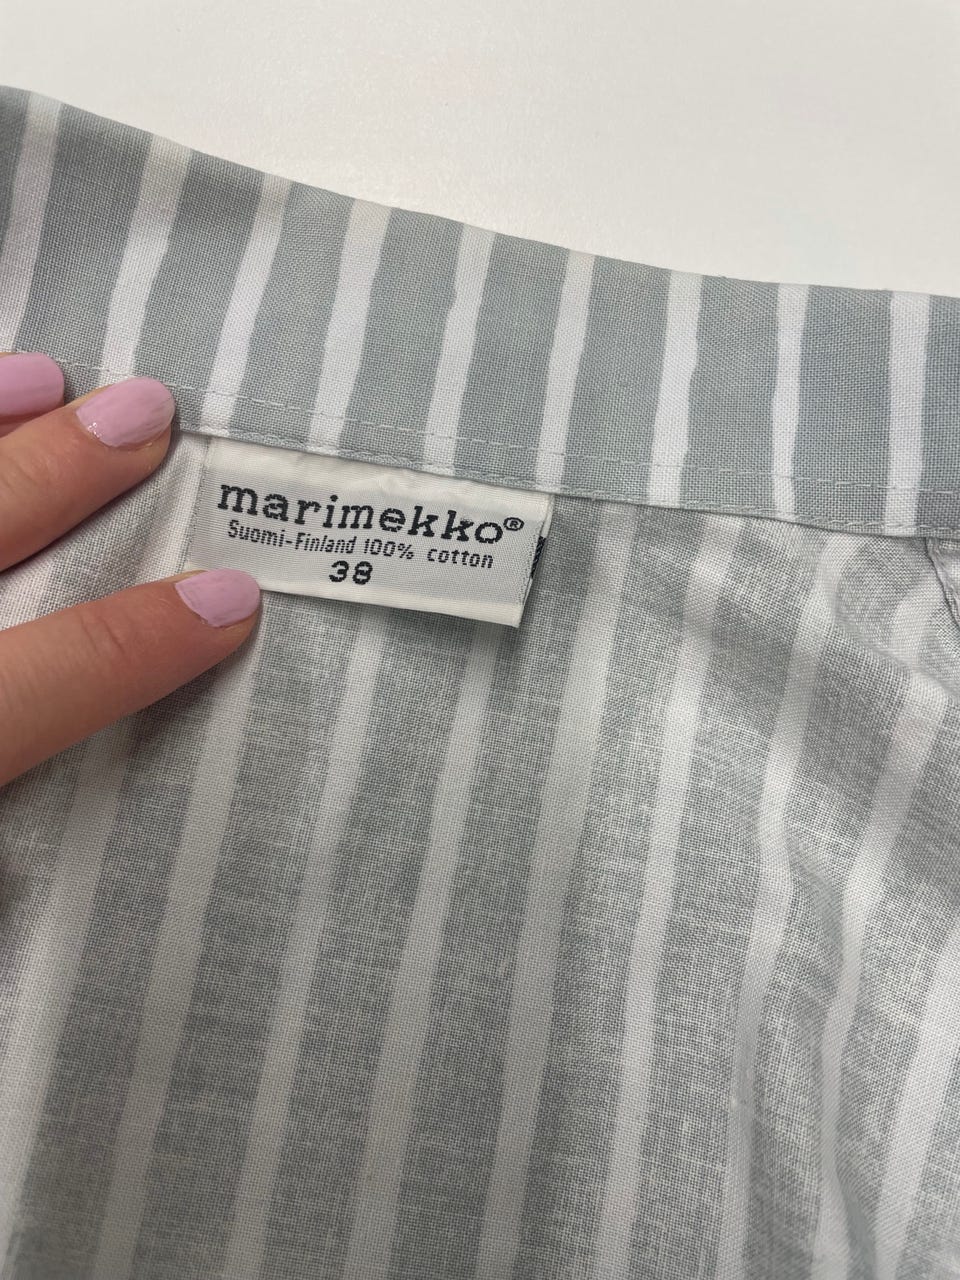 marimekko®
Suomi-Finland 100% cotton
38